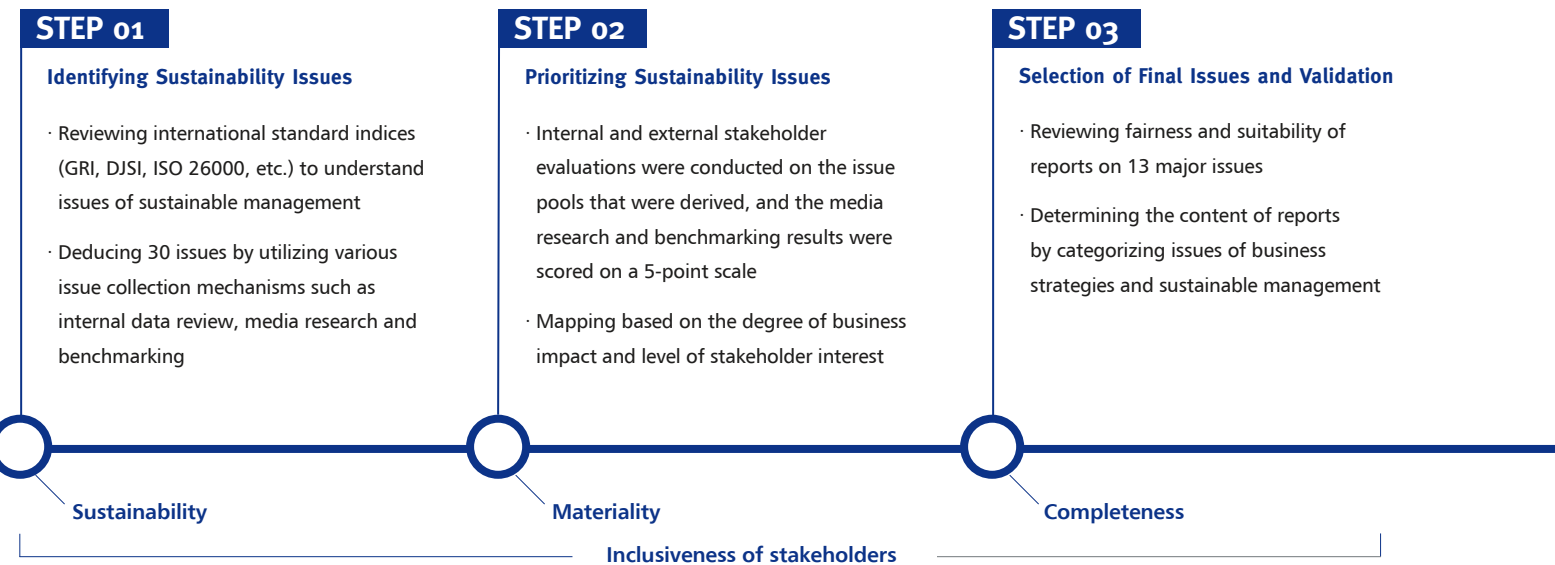 STEP 01
Identifying Sustainability Issues
· Reviewing international standard indices
(GRI, DJSI, ISO 26000, etc.) to understand
issues of sustainable management
· Deducing 30 issues by utilizing various
issue collection mechanisms such as
internal data review, media research and
benchmarking
Sustainability
STEP 02
Prioritizing Sustainability Issues
· Internal and external stakeholder
evaluations were conducted on the issue
pools that were derived, and the media
research and benchmarking results were
scored on a 5-point scale
· Mapping based on the degree of business
impact and level of stakeholder interest
Materiality
STEP 03
Selection of Final Issues and Validation
· Reviewing fairness and suitability of
reports on 13 major issues
· Determining the content of reports
by categorizing issues of business
strategies and sustainable management
Completeness
Inclusiveness of stakeholders